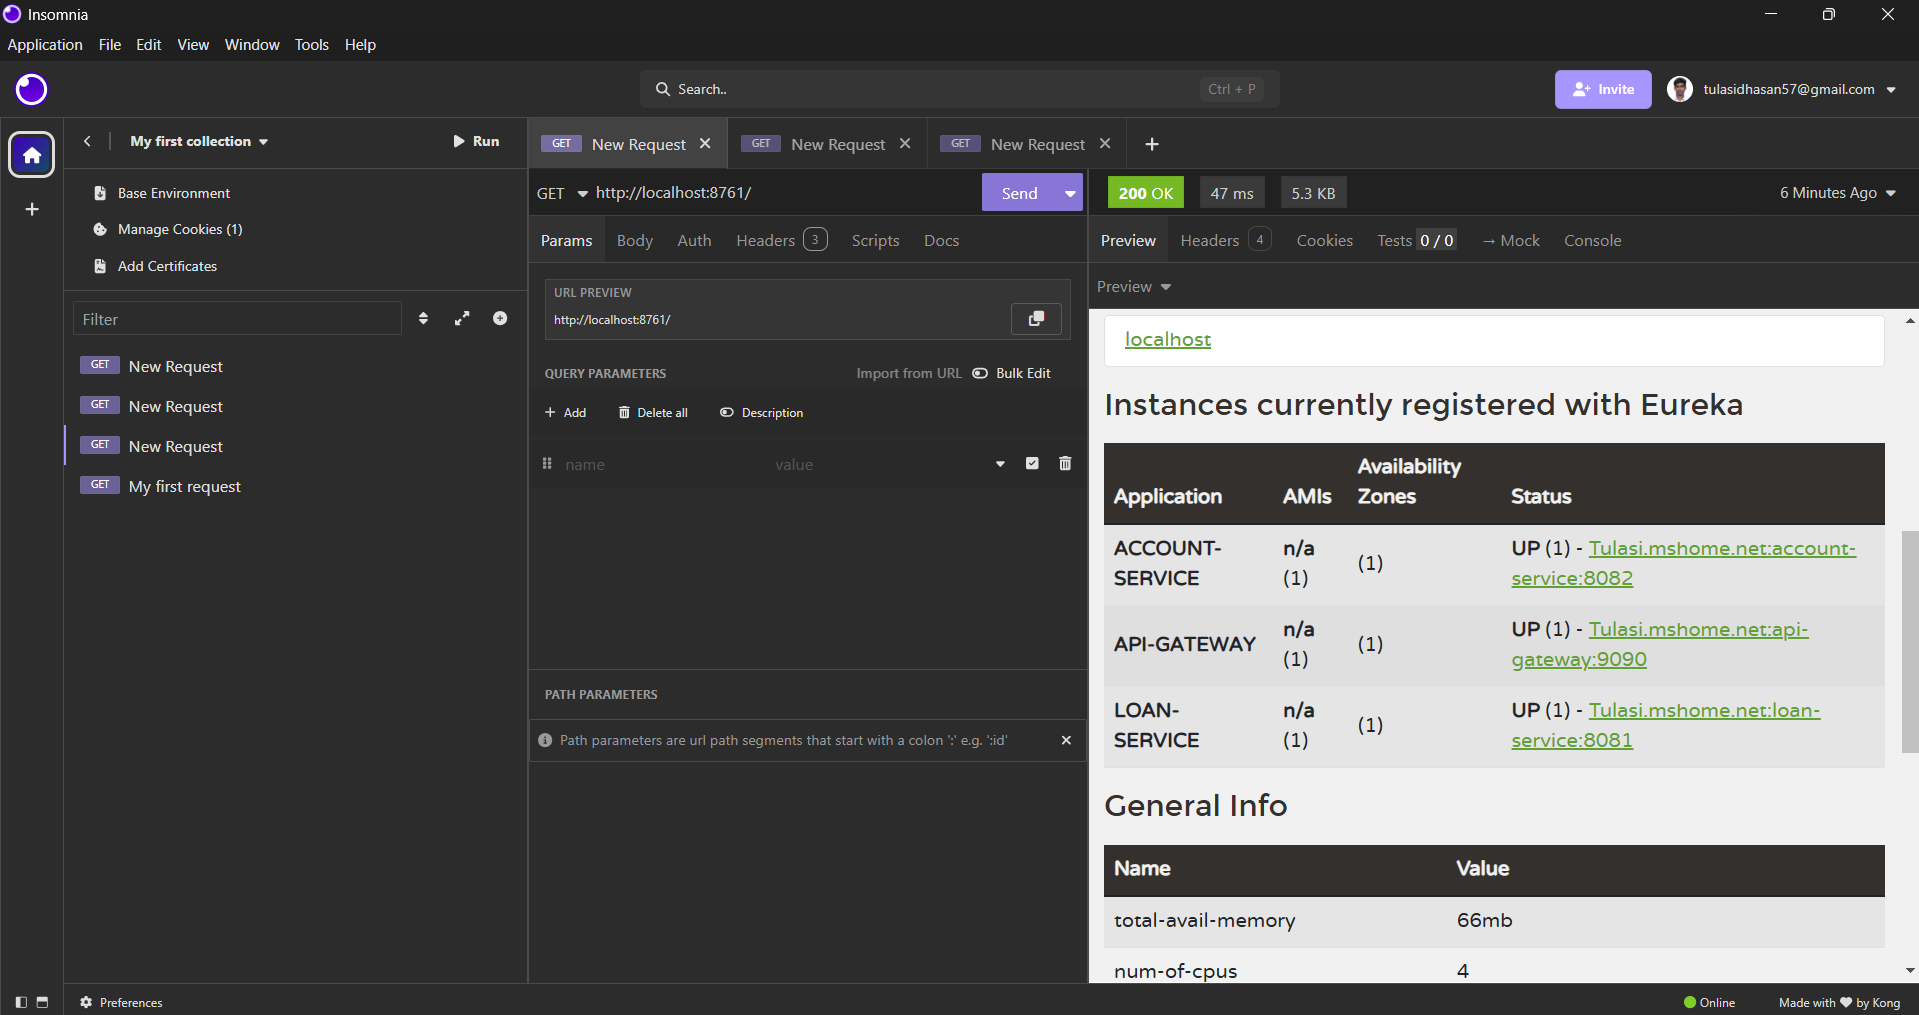 Insomnia
Application File Edit View Window Tools Help
Search.. Ctrl + P
Invite
tulasidhasan57@gmail.com
My first collection
Run
Base Environment
Manage Cookies (1)
Add Certificates
Filter
GET New Request
GET New Request
GET New Request
GET My first request
GET New Request
GET New Request
GET New Request
GET http://localhost:8761/ Send
Params Body Auth Headers 3 Scripts Docs
URL PREVIEW
http://localhost:8761/
QUERY PARAMETERS Import from URL Bulk Edit
Add Delete all Description
name value
PATH PARAMETERS
Path parameters are url path segments that start with a colon ':' e.g. ':id'
200 OK 47 ms 5.3 KB 6 Minutes Ago
Preview Headers 4 Cookies Tests 0 / 0 → Mock Console
Preview
localhost
Instances currently registered with Eureka
Application AMIs Availability Zones Status
ACCOUNT-SERVICE n/a (1) (1) UP (1) - Tulasi.mshome.net:account-service:8082
API-GATEWAY n/a (1) (1) UP (1) - Tulasi.mshome.net:api-gateway:9090
LOAN-SERVICE n/a (1) (1) UP (1) - Tulasi.mshome.net:loan-service:8081
General Info
Name Value
total-avail-memory 66mb
num-of-cpus 4
Preferences
Online
Made with ♥ by Kong